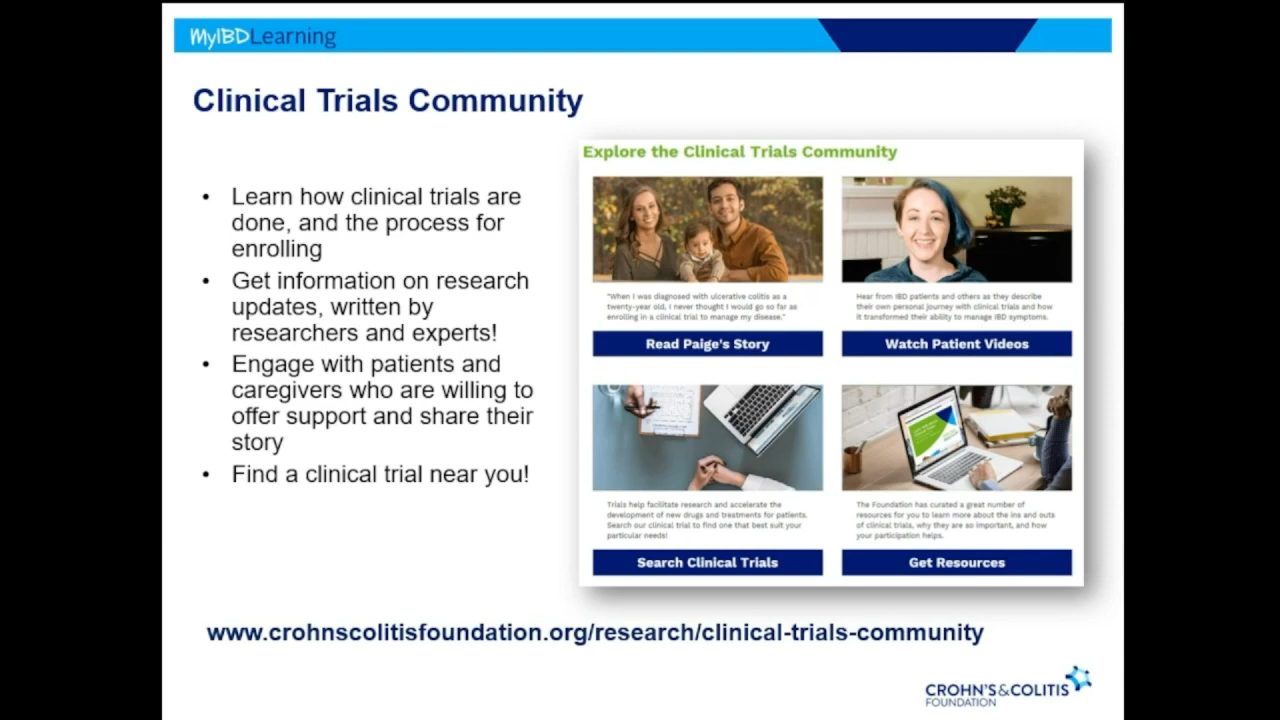 MyIBDLearning
Clinical Trials Community
• Learn how clinical trials are
done, and the process for
enrolling
• Get information on research
updates, written by
researchers and experts!
• Engage with patients and
caregivers who are willing to
offer support and share their
story
• Find a clinical trial near you!
Explore the Clinical Trials Community
"When I was diagnosed with ulcerative colitis as a
twenty-year old, I never thought I would go so far as
enrolling in a clinical trial to manage my disease."
Read Paige's Story
Hear from IBD patients and others as they describe
their own personal journey with clinical trials and how
it transformed their ability to manage IBD symptoms.
Watch Patient Videos
Trials help facilitate research and accelerate the
development of new drugs and treatments for patients.
Search our clinical trial to find one that best suit your
particular needs!
Search Clinical Trials
The Foundation has curated a great number of
resources for you to learn more about the ins and outs
of clinical trials, why they are so important, and how
your participation helps.
Get Resources
www.crohnscolitisfoundation.org/research/clinical-trials-community
CROHN'S & COLITIS
FOUNDATION